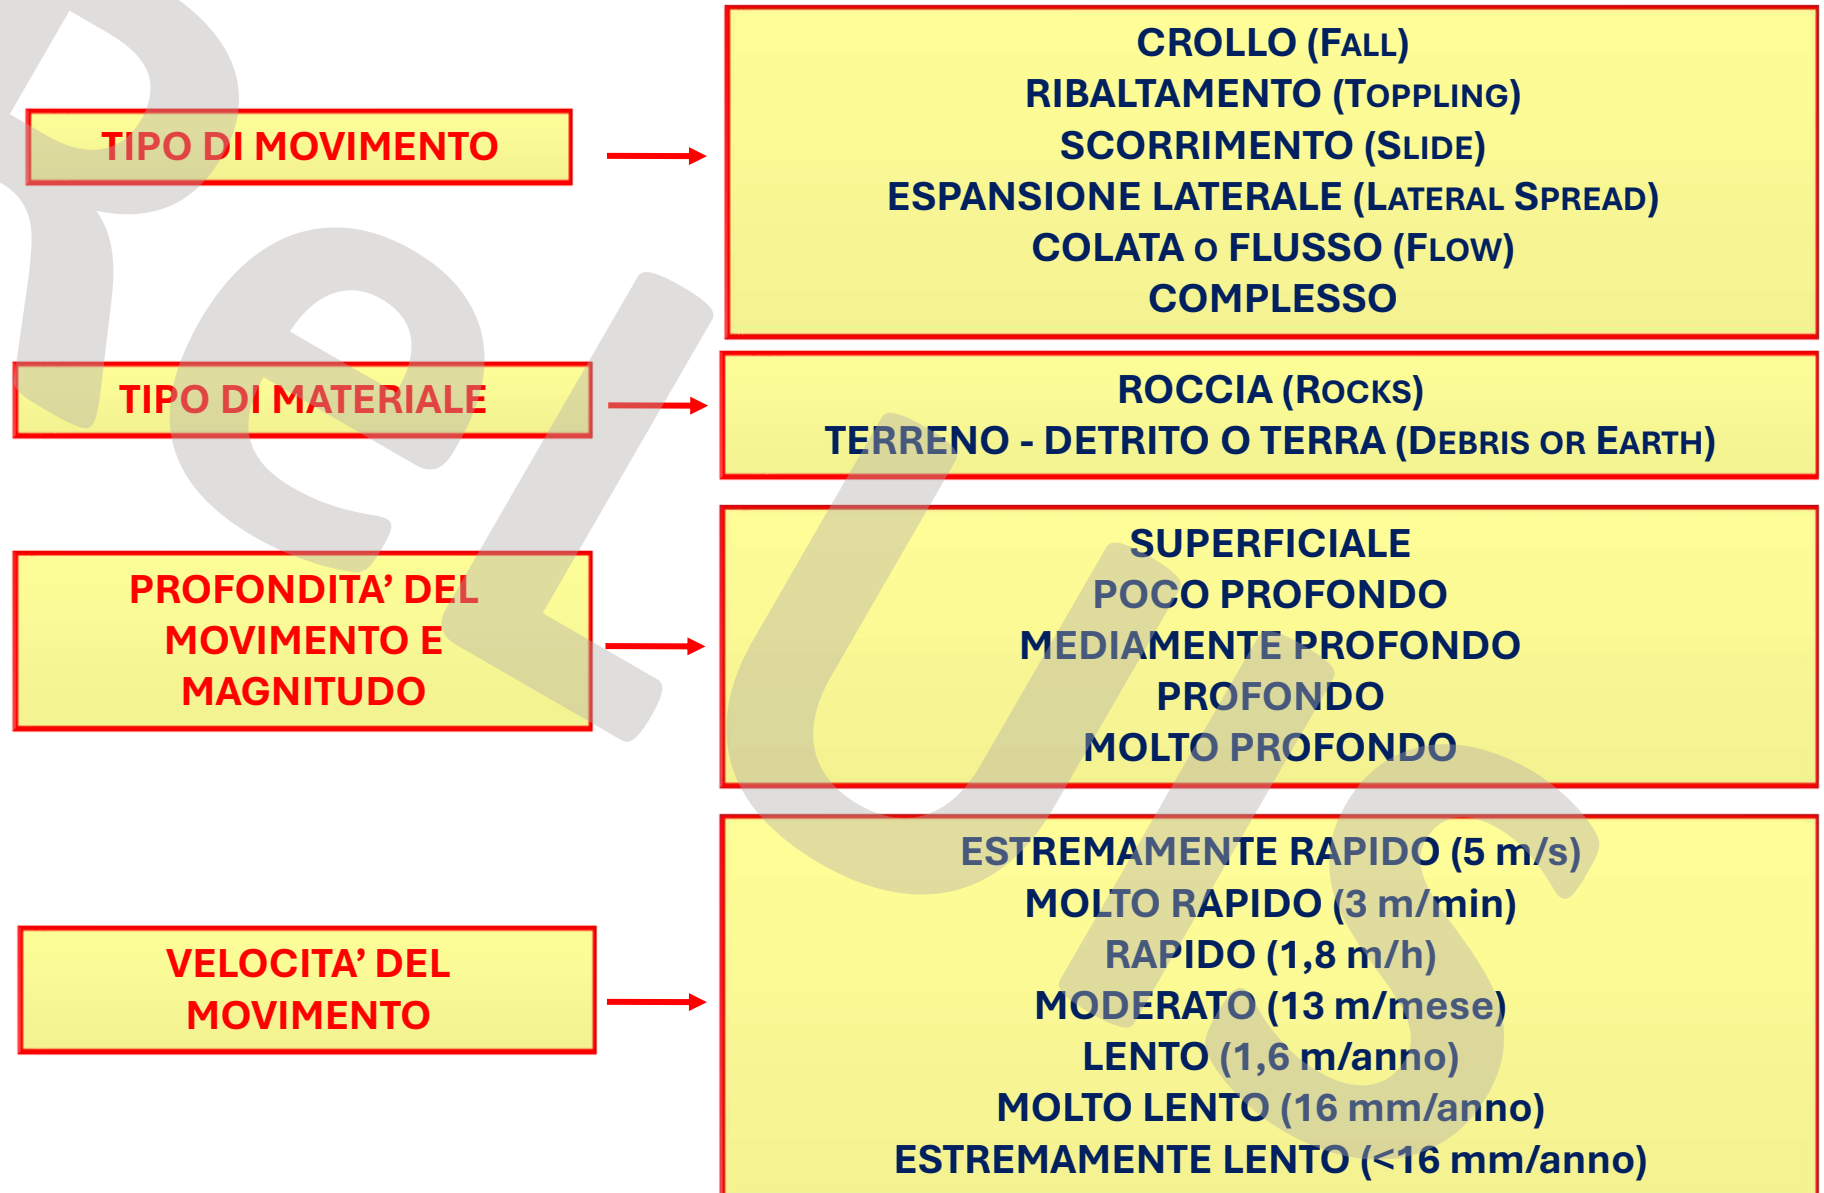 TIPO DI MOVIMENTO
CROLLO (FALL)
RIBALTAMENTO (TOPPLING)
SCORRIMENTO (SLIDE)
ESPANSIONE LATERALE (LATERAL SPREAD)
COLATA O FLUSSO (FLOW)
COMPLESSO
TIPO DI MATERIALE
ROCCIA (ROCKS)
TERRENO - DETRITO O TERRA (DEBRIS OR EARTH)
PROFONDITA’ DEL
MOVIMENTO E
MAGNITUDO
SUPERFICIALE
POCO PROFONDO
MEDIAMENTE PROFONDO
PROFONDO
MOLTO PROFONDO
VELOCITA’ DEL
MOVIMENTO
ESTREMAMENTE RAPIDO (5 m/s)
MOLTO RAPIDO (3 m/min)
RAPIDO (1,8 m/h)
MODERATO (13 m/mese)
LENTO (1,6 m/anno)
MOLTO LENTO (16 mm/anno)
ESTREMAMENTE LENTO (<16 mm/anno)
ReLUIS